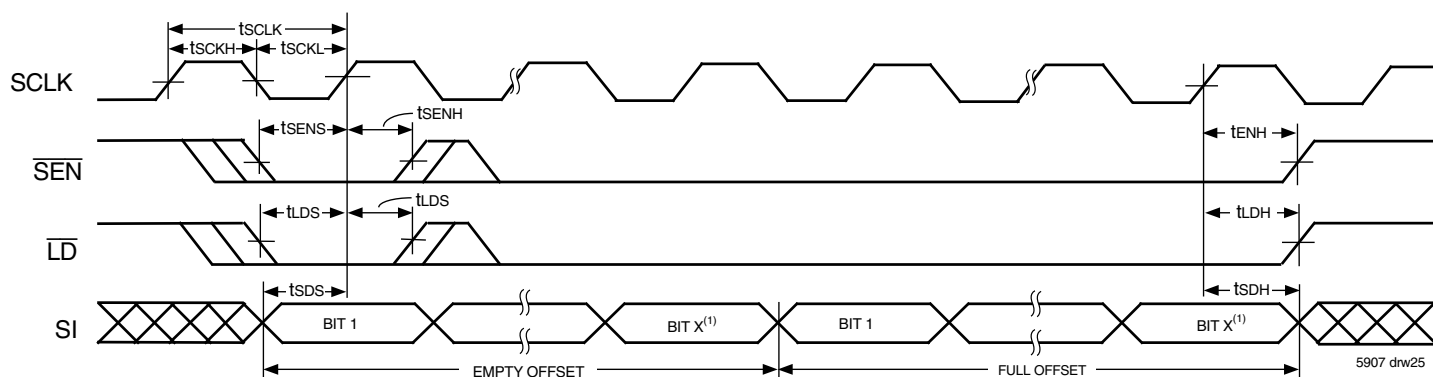 tSCLK
tSCKH tSCKL
SCLK
tSENS tSENH tENH
SEN
tLDS tLDS tLDH
LD
tSDS tSDH
SI BIT 1 BIT X(1) BIT 1 BIT X(1)
EMPTY OFFSET FULL OFFSET
5907 drw25